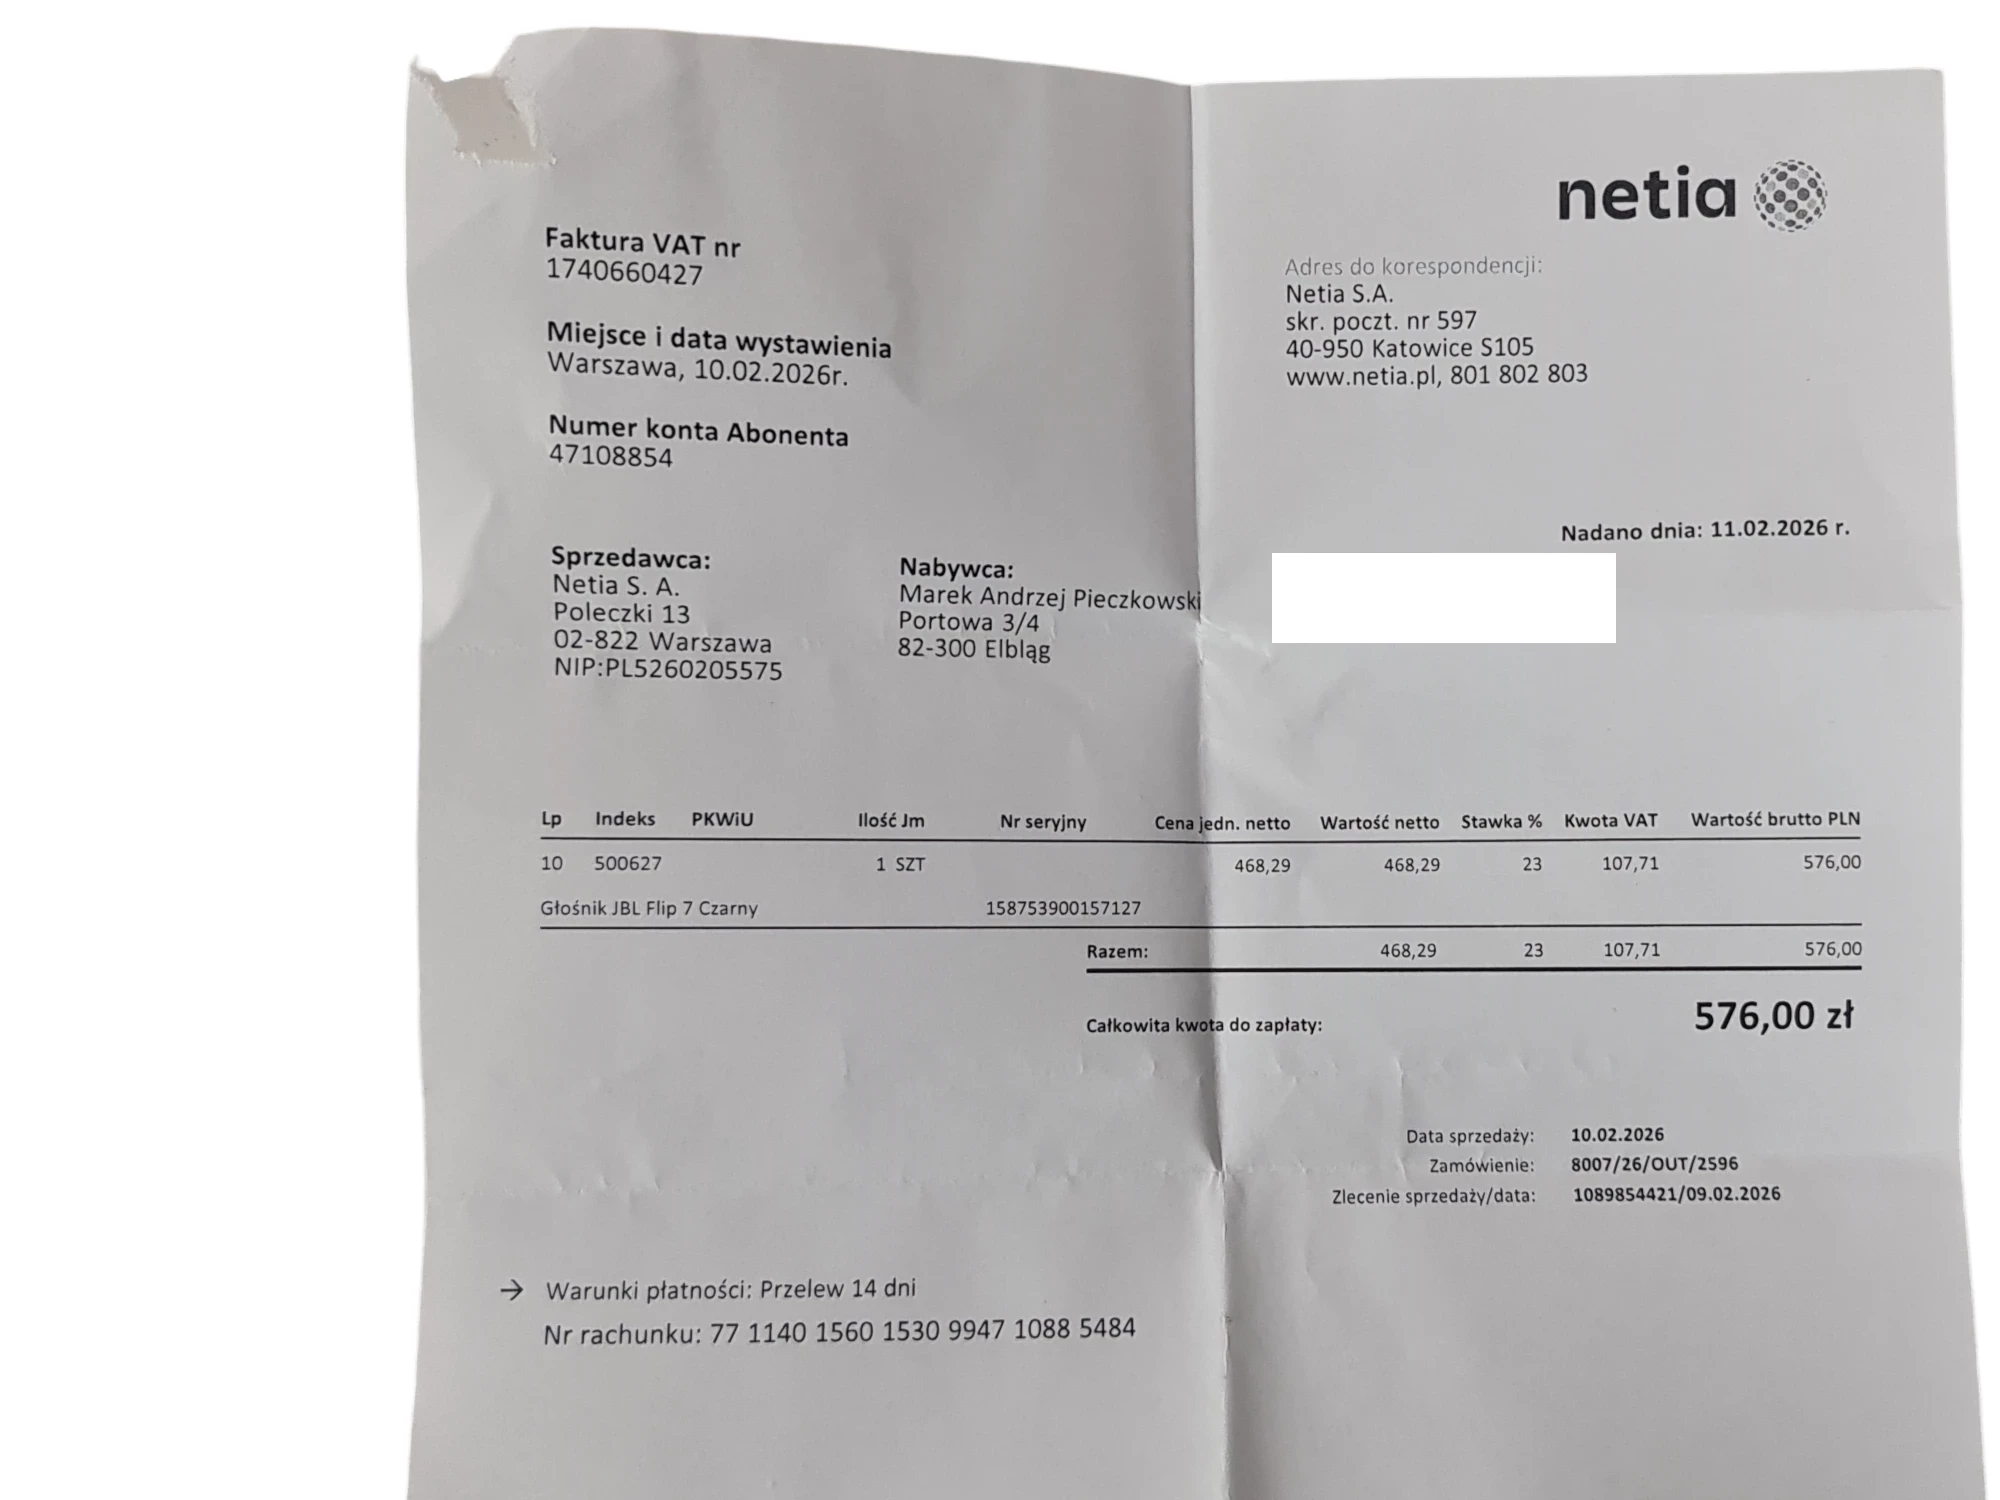 netia
Faktura VAT nr
1740660427
Adres do korespondencji:
Netia S.A.
skr. poczt. nr 597
40-950 Katowice S105
www.netia.pl, 801 802 803
Miejsce i data wystawienia
Warszawa, 10.02.2026r.
Numer konta Abonenta
47108854
Nadano dnia: 11.02.2026 r.
Sprzedawca:
Netia S. A.
Poleczki 13
02-822 Warszawa
NIP:PL5260205575
Nabywca:
Marek Andrzej Pieczkowski
Portowa 3/4
82-300 Elbląg
Lp Indeks PKWiU Ilość Jm Nr seryjny Cena jedn. netto Wartość netto Stawka % Kwota VAT Wartość brutto PLN
10 500627 1 SZT 468,29 468,29 23 107,71 576,00
Głośnik JBL Flip 7 Czarny 158753900157127
Razem: 468,29 23 107,71 576,00
Całkowita kwota do zapłaty: 576,00 zł
Data sprzedaży: 10.02.2026
Zamówienie: 8007/26/OUT/2596
Zlecenie sprzedaży/data: 1089854421/09.02.2026
→ Warunki płatności: Przelew 14 dni
Nr rachunku: 77 1140 1560 1530 9947 1088 5484